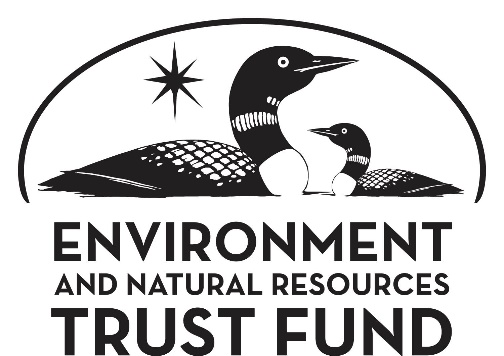 ENVIRONMENT
AND NATURAL RESOURCES
TRUST FUND